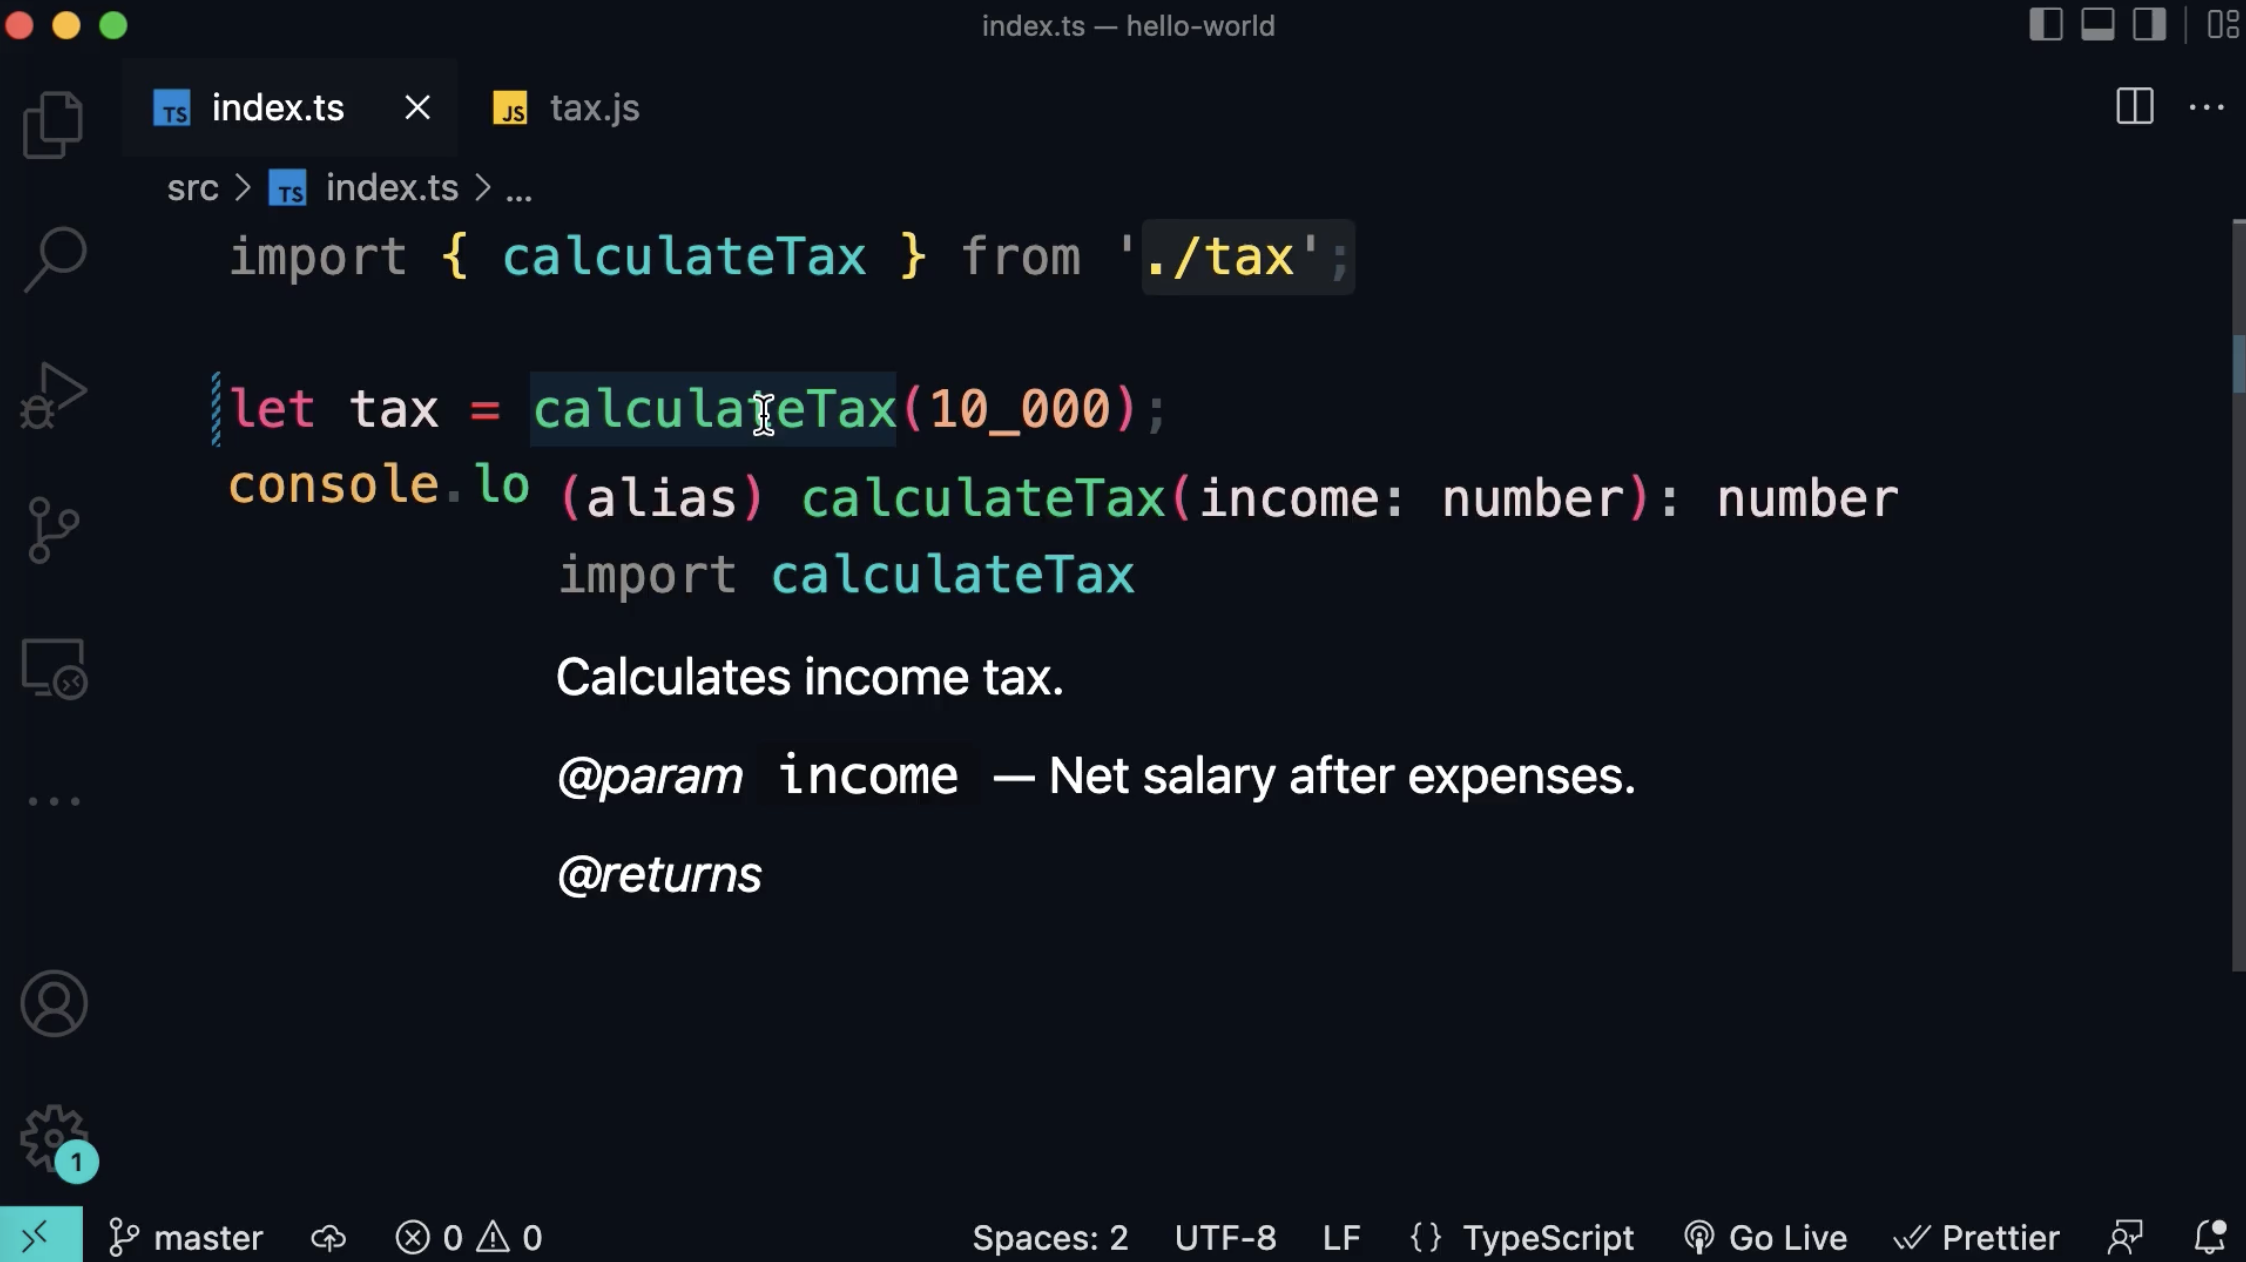 index.ts — hello-world
TS index.ts JS tax.js
src > TS index.ts > ...
import { calculateTax } from './tax';
let tax = calculateTax(10_000);
console.lo
(alias) calculateTax(income: number): number
import calculateTax
Calculates income tax.
@param income — Net salary after expenses.
@returns
1
master 0 0 Spaces: 2 UTF-8 LF {} TypeScript Go Live Prettier